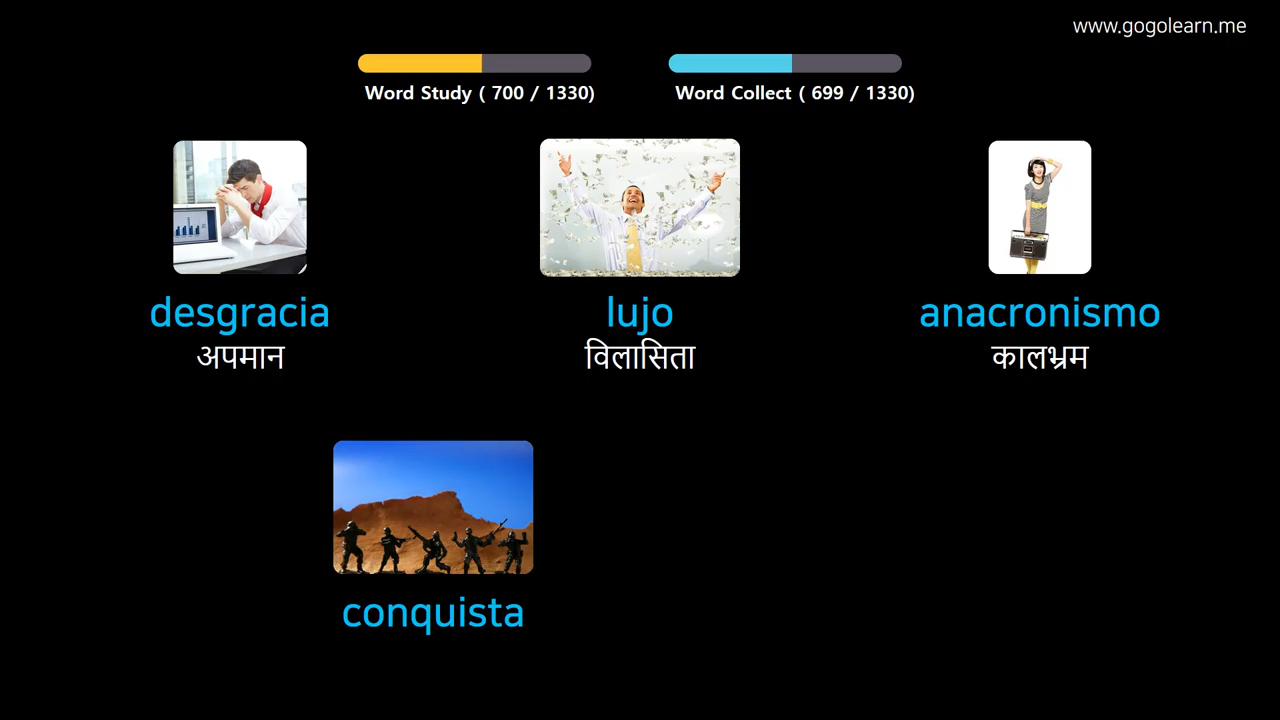 www.gogolearn.me
Word Study ( 700 / 1330)
Word Collect ( 699 / 1330)
desgracia
अपमान
lujo
विलासिता
anacronismo
कालभ्रम
conquista